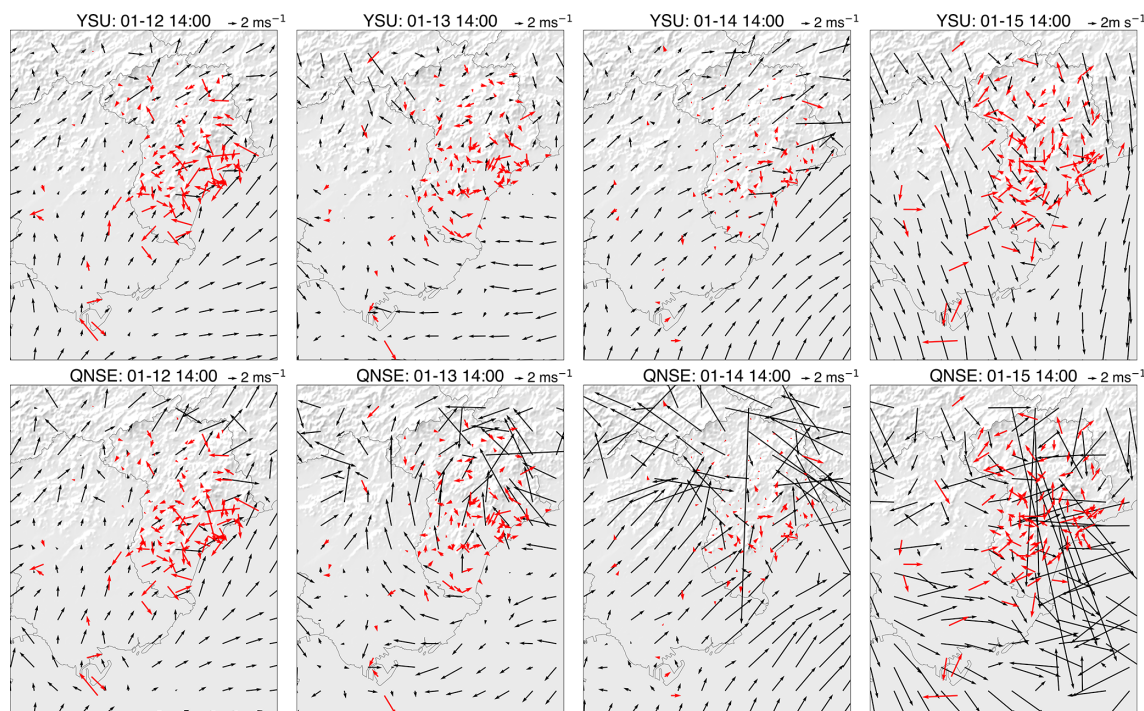 YSU: 01-12 14:00 2 ms⁻¹
YSU: 01-13 14:00 2 ms⁻¹
YSU: 01-14 14:00 2 ms⁻¹
YSU: 01-15 14:00 2m s⁻¹
QNSE: 01-12 14:00 2 ms⁻¹
QNSE: 01-13 14:00 2 ms⁻¹
QNSE: 01-14 14:00 2 ms⁻¹
QNSE: 01-15 14:00 2 ms⁻¹